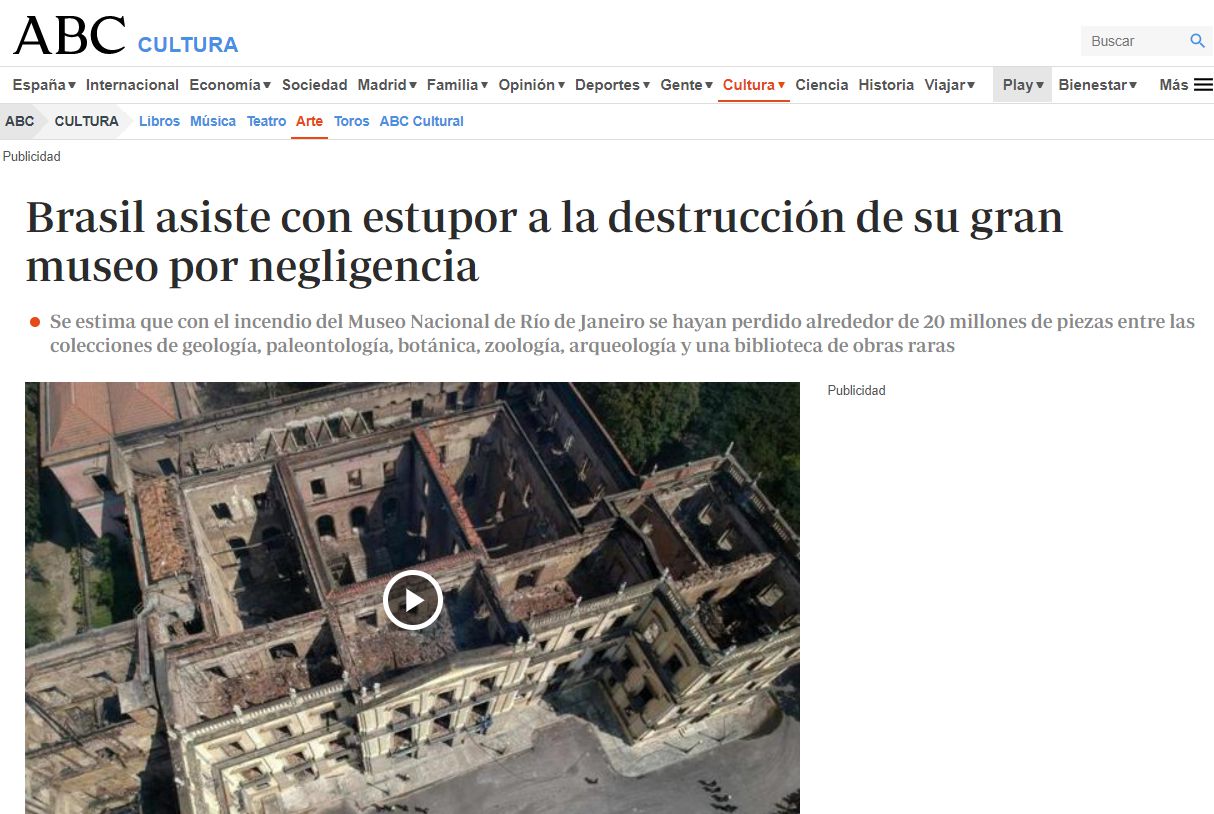 ABC CULTURA
Buscar
España Internacional Economía Sociedad Madrid Familia Opinión Deportes Gente Cultura Ciencia Historia Viajar Play Bienestar Más
ABC CULTURA Libros Música Teatro Arte Toros ABC Cultural
Publicidad
Brasil asiste con estupor a la destrucción de su gran
museo por negligencia
Se estima que con el incendio del Museo Nacional de Río de Janeiro se hayan perdido alrededor de 20 millones de piezas entre las
colecciones de geología, paleontología, botánica, zoología, arqueología y una biblioteca de obras raras
Publicidad